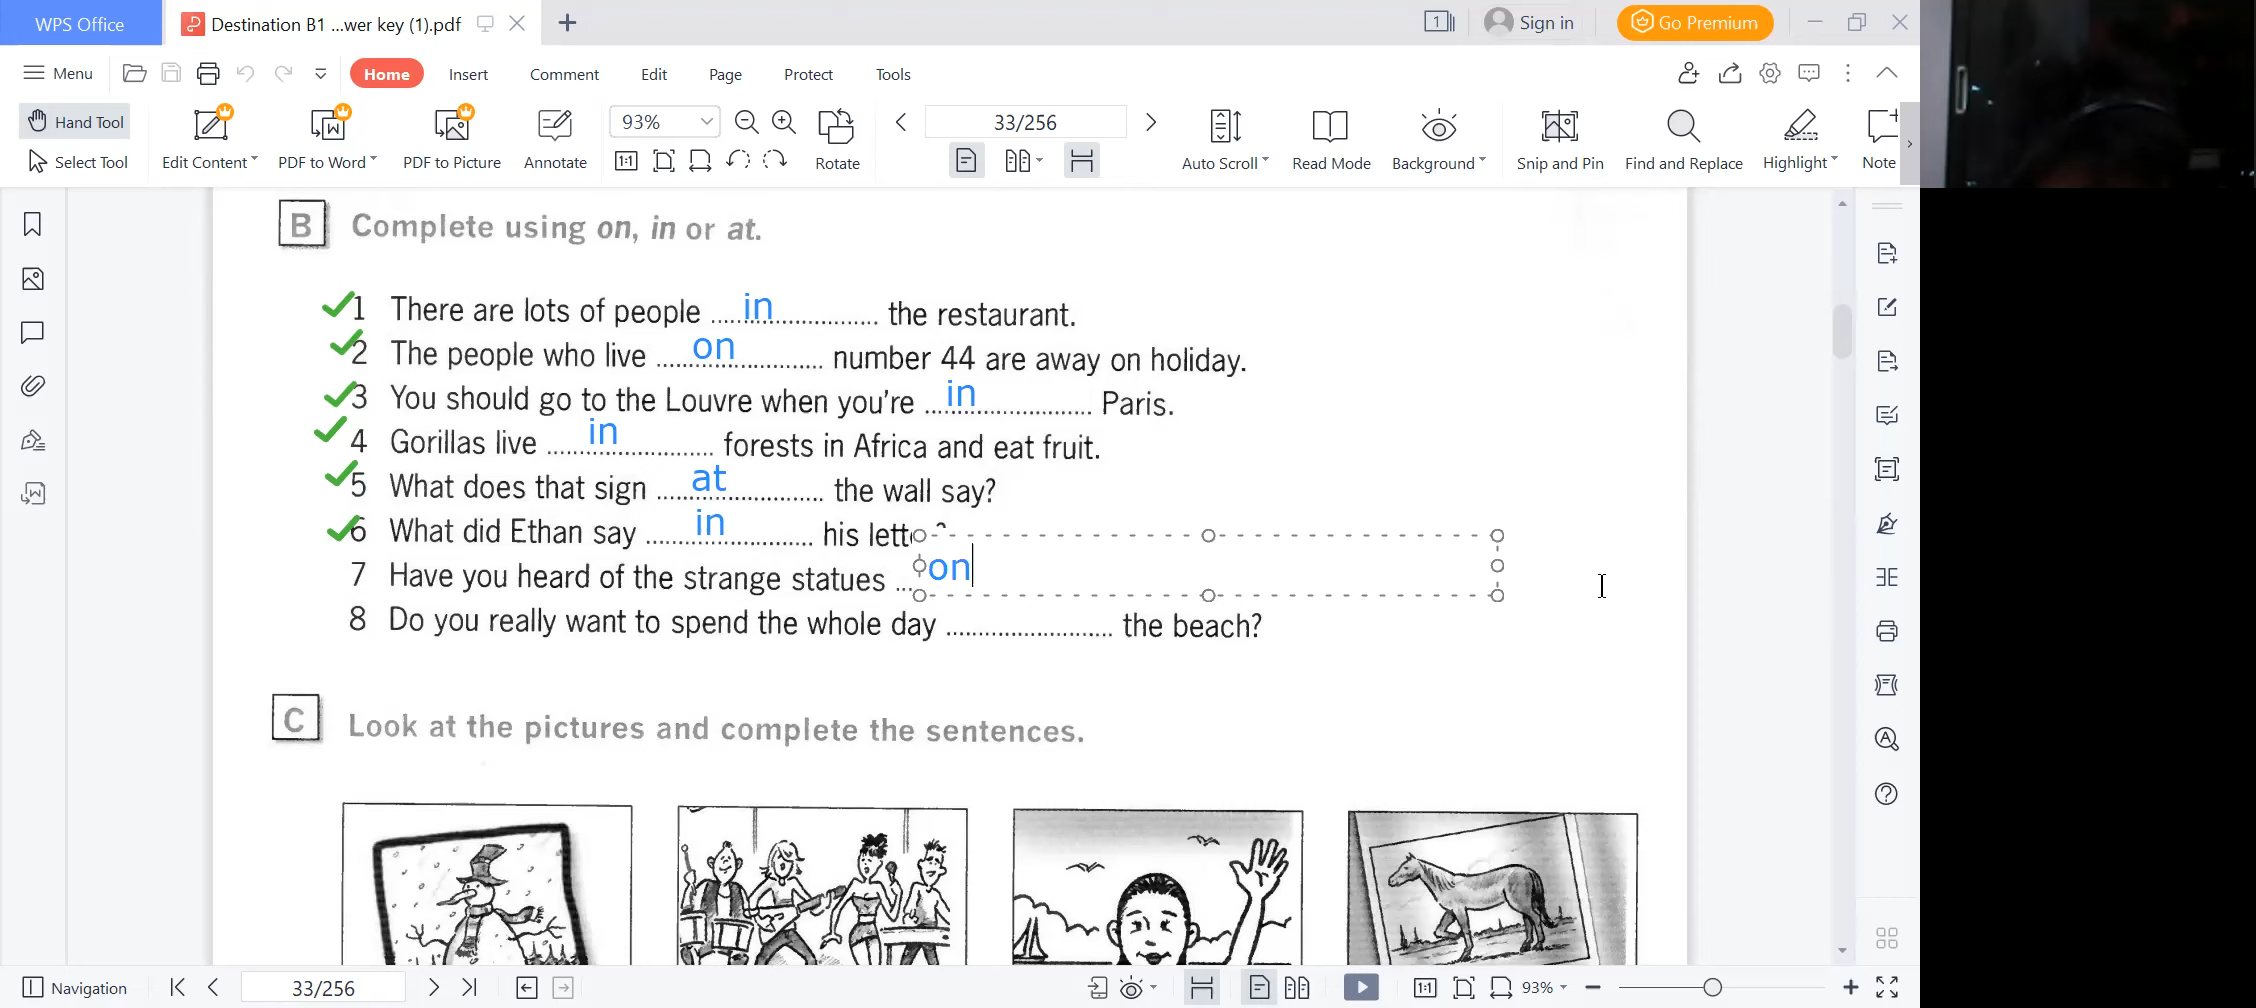 WPS Office
Destination B1 ...wer key (1).pdf
1
Sign in
Go Premium
Menu
Home
Insert
Comment
Edit
Page
Protect
Tools
Hand Tool
Select Tool
Edit Content
PDF to Word
PDF to Picture
Annotate
93%
1:1
Rotate
33/256
Auto Scroll
Read Mode
Background
Snip and Pin
Find and Replace
Highlight
Note
B Complete using on, in or at.
1 There are lots of people ...in... the restaurant.
2 The people who live ...on... number 44 are away on holiday.
3 You should go to the Louvre when you're ...in... Paris.
4 Gorillas live ...in... forests in Africa and eat fruit.
5 What does that sign ...at... the wall say?
6 What did Ethan say ...in... his
7 Have you heard of the strange statues ...on
8 Do you really want to spend the whole day ............ the beach?
C Look at the pictures and complete the sentences.
Navigation
33/256
1:1
93%